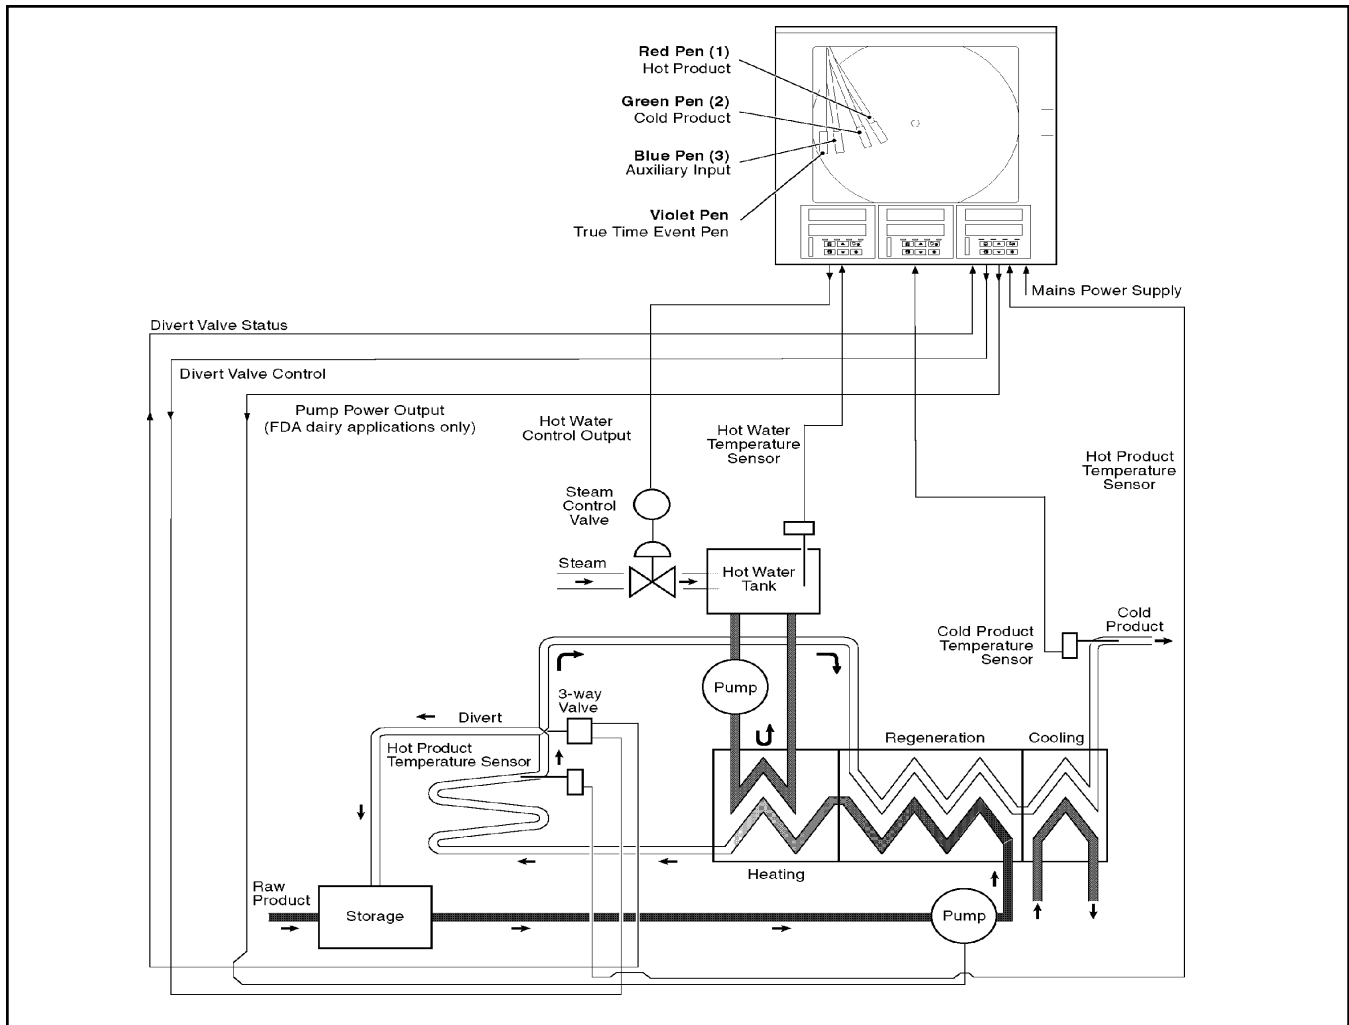 Red Pen (1)
Hot Product
Green Pen (2)
Cold Product
Blue Pen (3)
Auxiliary Input
Violet Pen
True Time Event Pen
Mains Power Supply
Divert Valve Status
Divert Valve Control
Pump Power Output
(FDA dairy applications only)
Hot Water
Control Output
Hot Water
Temperature
Sensor
Hot Product
Temperature
Sensor
Steam
Control
Valve
Steam
Hot Water
Tank
Cold
Product
Cold Product
Temperature
Sensor
Pump
3-way
Valve
Divert
Hot Product
Temperature Sensor
Regeneration
Cooling
Heating
Raw
Product
Storage
Pump